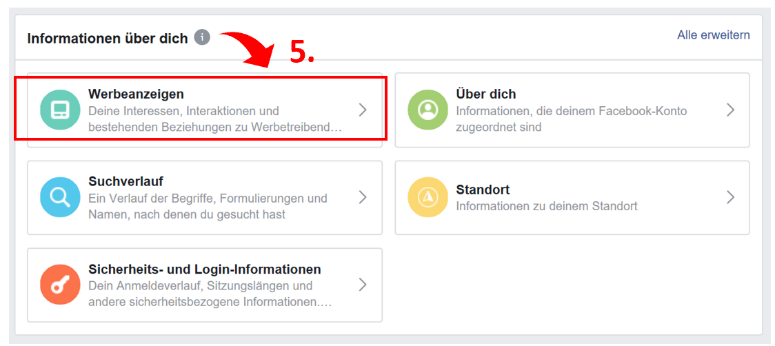 Informationen über dich
Alle erweitern
5.
Werbeanzeigen
Deine Interessen, Interaktionen und
bestehenden Beziehungen zu Werbetreibend…
Über dich
Informationen, die deinem Facebook-Konto
zugeordnet sind
Suchverlauf
Ein Verlauf der Begriffe, Formulierungen und
Namen, nach denen du gesucht hast
Standort
Informationen zu deinem Standort
Sicherheits- und Login-Informationen
Dein Anmeldeverlauf, Sitzungslängen und
andere sicherheitsbezogene Informationen.…